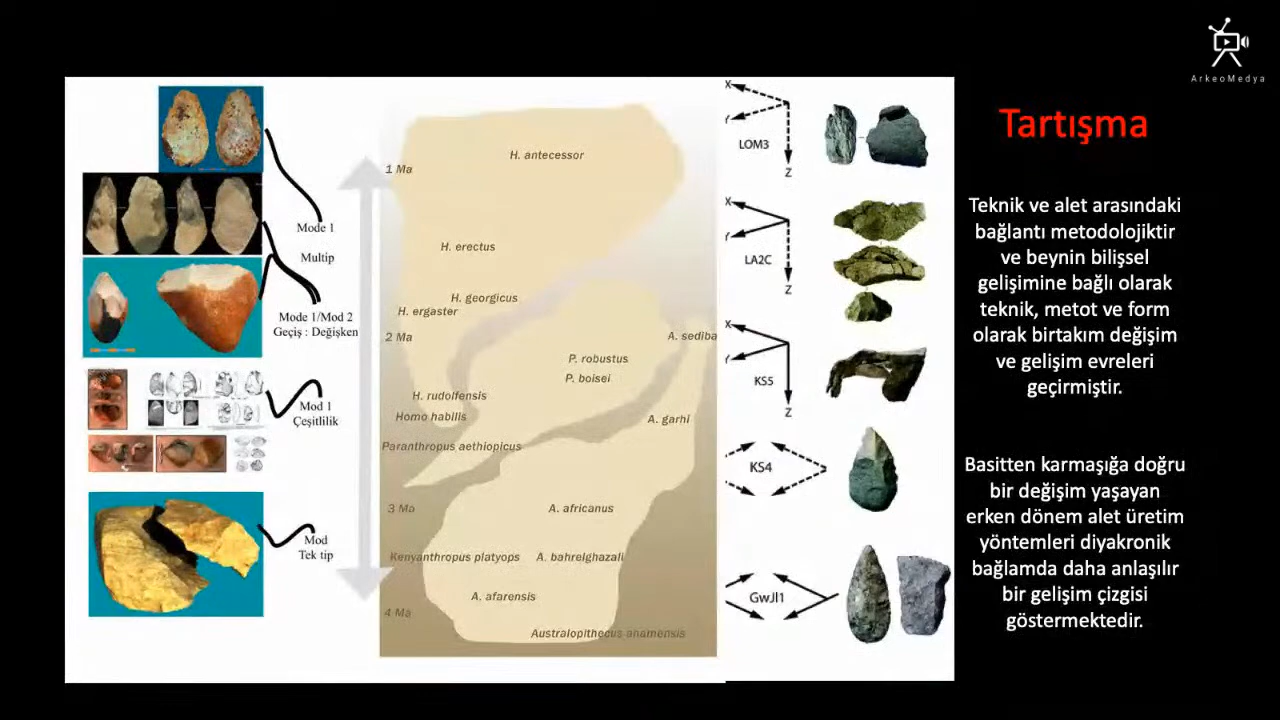 ArkeoMedya
Tartışma
Teknik ve alet arasındaki
bağlantı metodolojiktir
ve beynin bilişsel
gelişimine bağlı olarak
teknik, metot ve form
olarak birtakım değişim
ve gelişim evreleri
geçirmiştir.
Basitten karmaşığa doğru
bir değişim yaşayan
erken dönem alet üretim
yöntemleri diyakronik
bağlamda daha anlaşılır
bir gelişim çizgisi
göstermektedir.
Mode 1
Multip
Mode 1/Mod 2
Geçiş : Değişken
Mod 1
Çeşitlilik
Mod
Tek tip
1 Ma
H. antecessor
H. erectus
H. georgicus
H. ergaster
2 Ma
A. sediba
P. robustus
P. boisei
H. rudolfensis
Homo habilis
A. garhi
Paranthropus aethiopicus
3 Ma
A. africanus
Kenyanthropus platyops
A. bahrelghazali
A. afarensis
4 Ma
Australopithecus anamensis
X
Y
LOM3
Z
X
Y
LA2C
Z
X
Y
KS5
Z
KS4
GwJl1